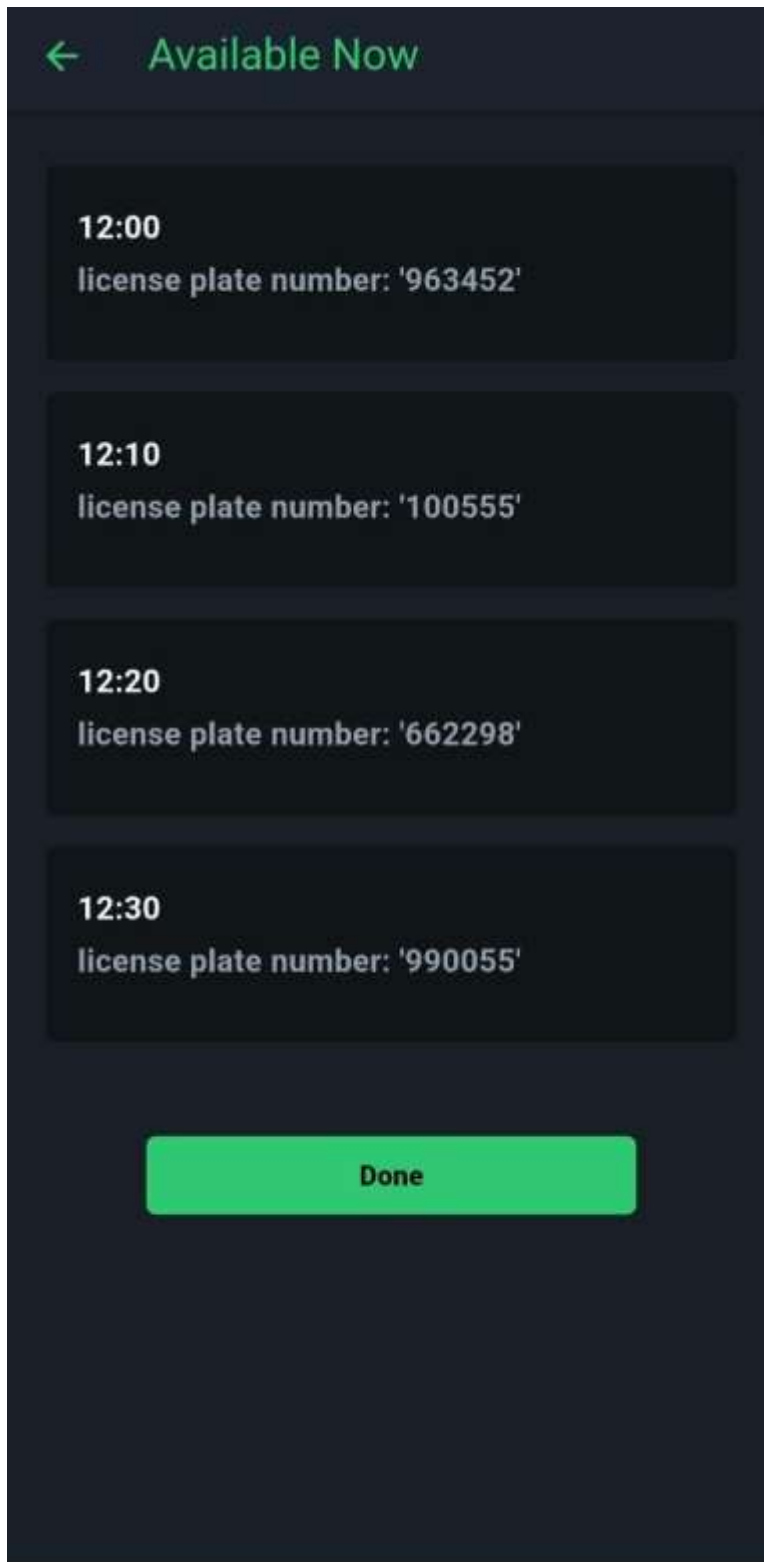 Available Now
12:00
license plate number: '963452'
12:10
license plate number: '100555'
12:20
license plate number: '662298'
12:30
license plate number: '990055'
Done